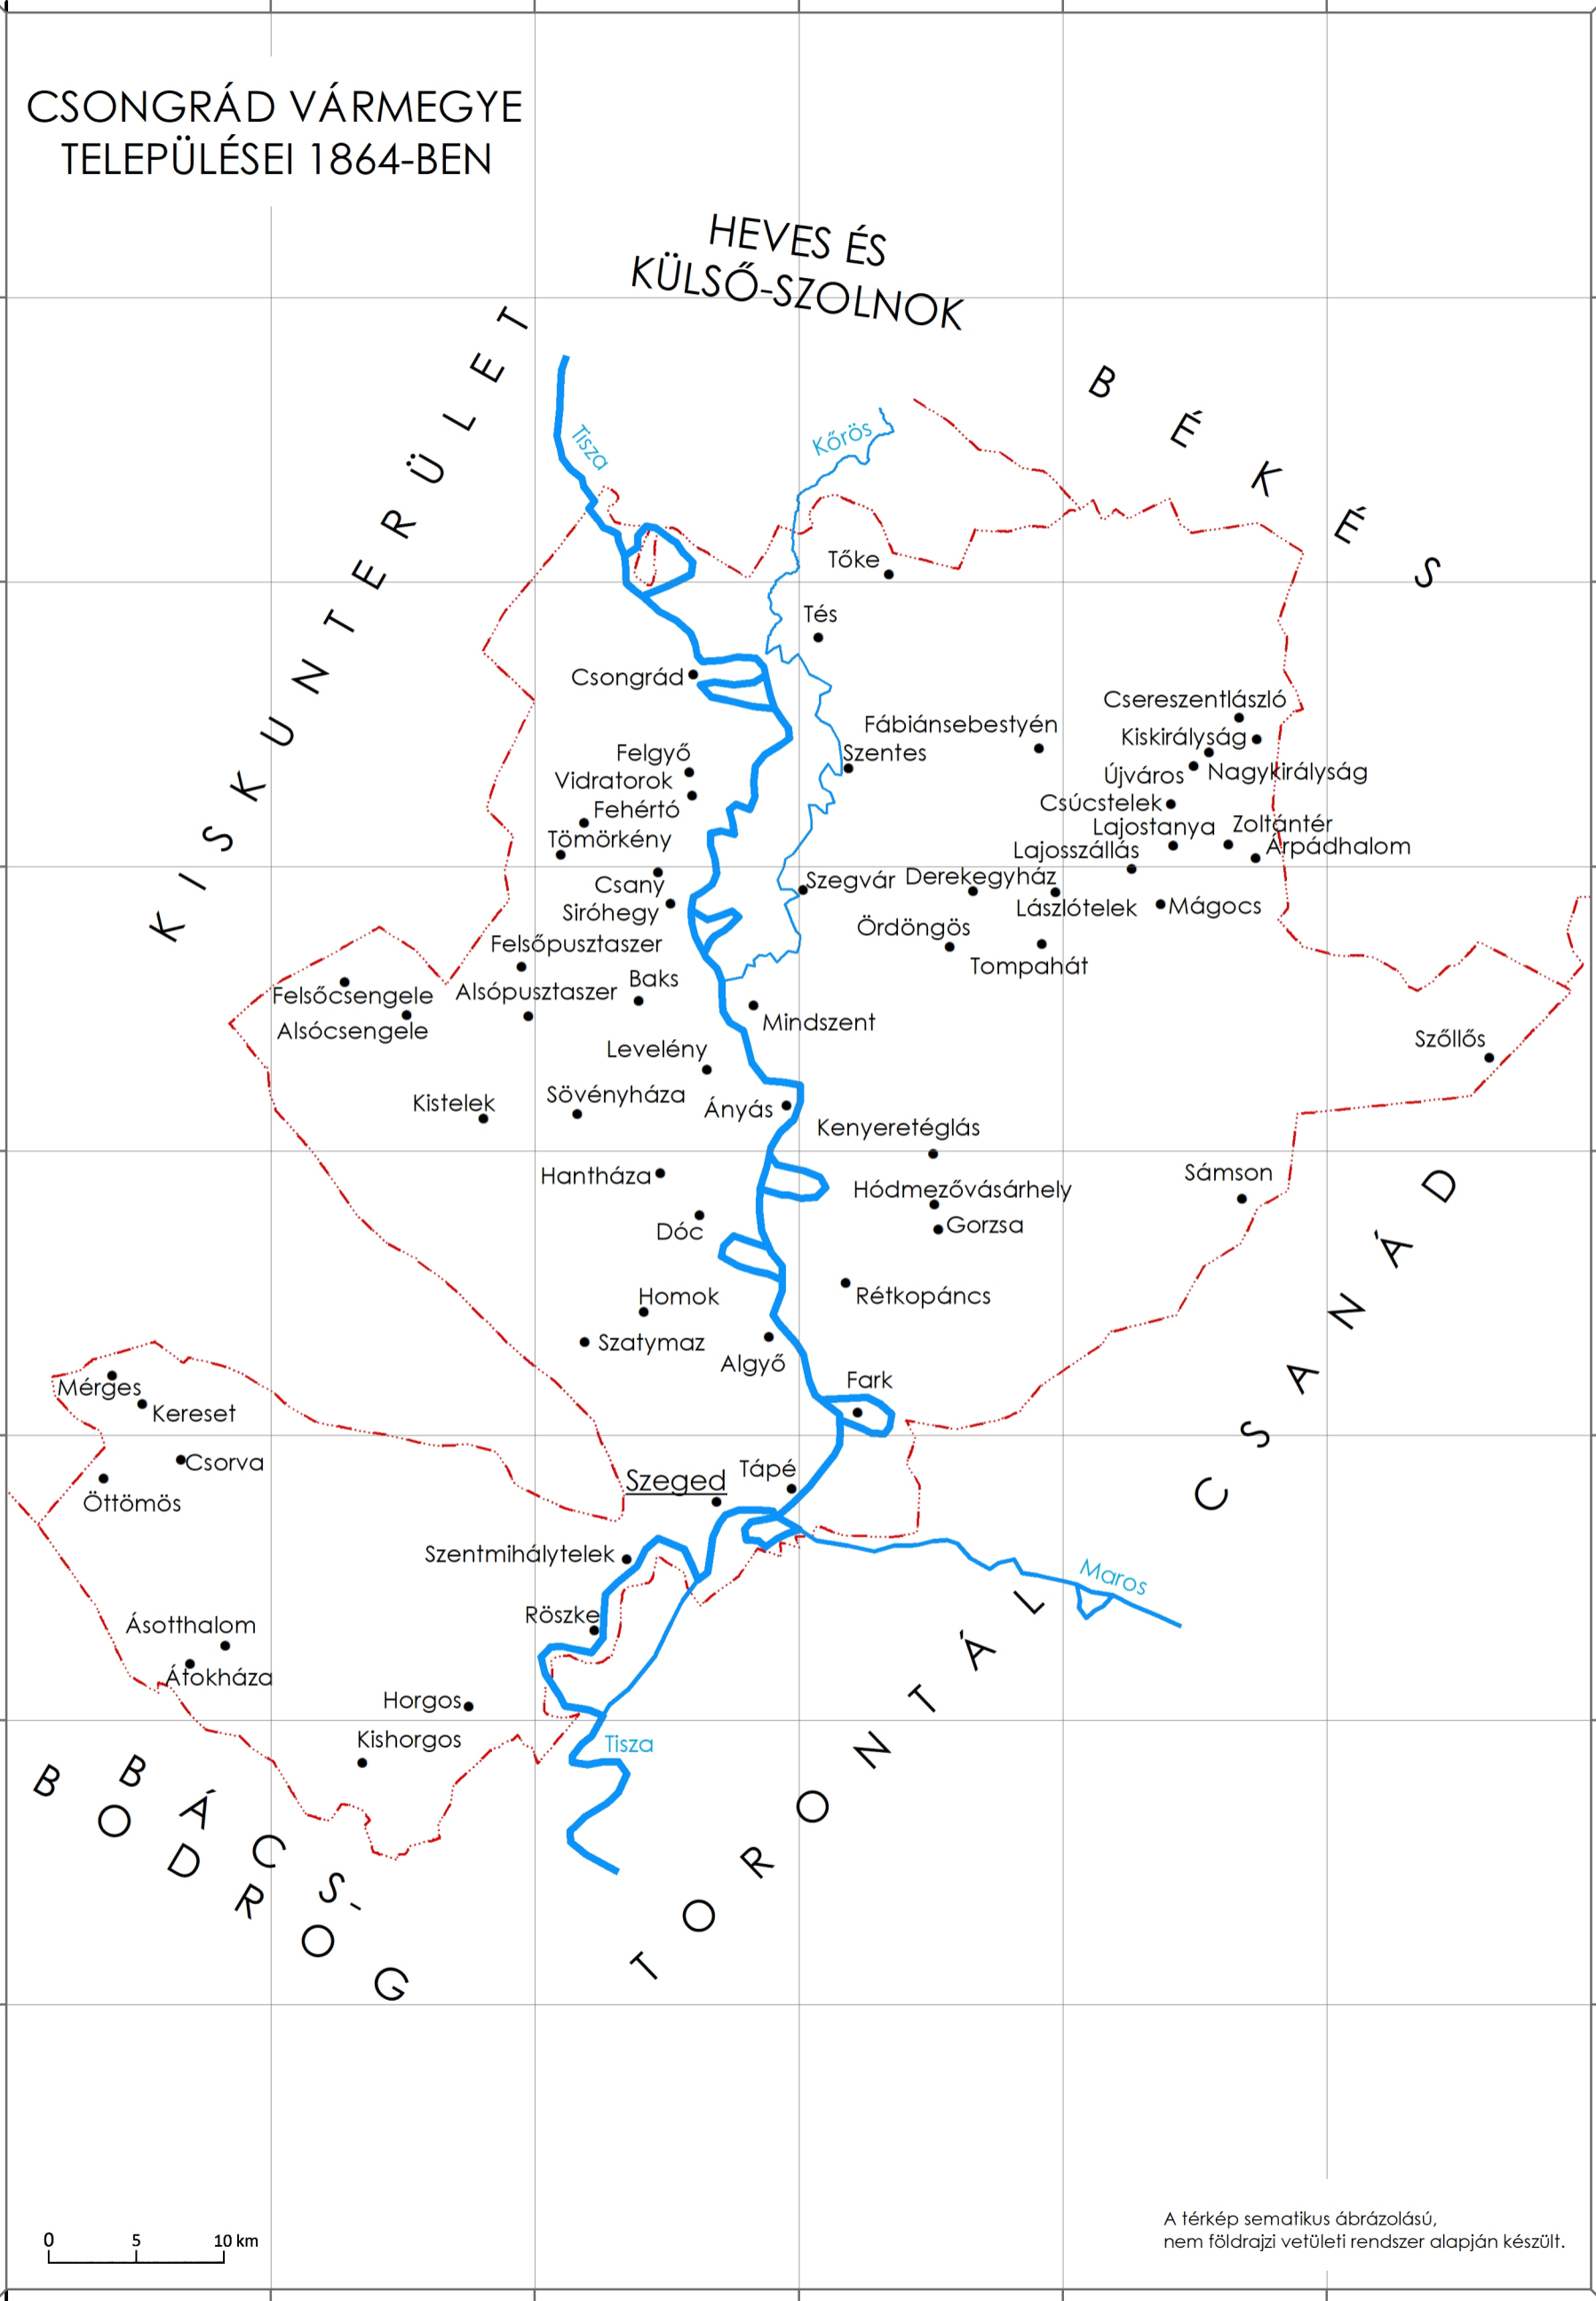 CSONGRÁD VÁRMEGYE
TELEPÜLÉSEI 1864-BEN
HEVES ÉS
KÜLSŐ-SZOLNOK
KISKUNTERÜLET
BÉKÉS
Tisza
Kőrös
Tőke
Tés
Csongrád
Csereszentlászló
Fábiánsebestyén
Kiskirályság
Felgyő
Szentes
Újváros
Nagykirályság
Vidratorok
Csúcstelek
Fehértó
Lajostanya
Zoltántér
Tömörkény
Lajosszállás
Árpádhalom
Csany
Szegvár
Derekegyház
Siróhegy
Lászlótelek
Mágocs
Ördöngös
Felsőpusztaszer
Tompahát
Baks
Felsőcsengele
Alsópusztaszer
Alsócsengele
Mindszent
Szőllős
Levelény
Kistelek
Sövényháza
Ányás
Kenyeretéglás
Hantháza
Sámson
Hódmezővásárhely
Dóc
Gorzsa
CSANÁD
Homok
Rétkopáncs
Szatymaz
Algyő
Fark
Mérges
Kereset
Csorva
Öttömös
Szeged
Tápé
Szentmihálytelek
Maros
Röszke
Ásotthalom
Átokháza
Horgos
Kishorgos
Tisza
TORONTÁL
BÁCS-
BODROG
0 5 10 km
A térkép sematikus ábrázolású,
nem földrajzi vetületi rendszer alapján készült.